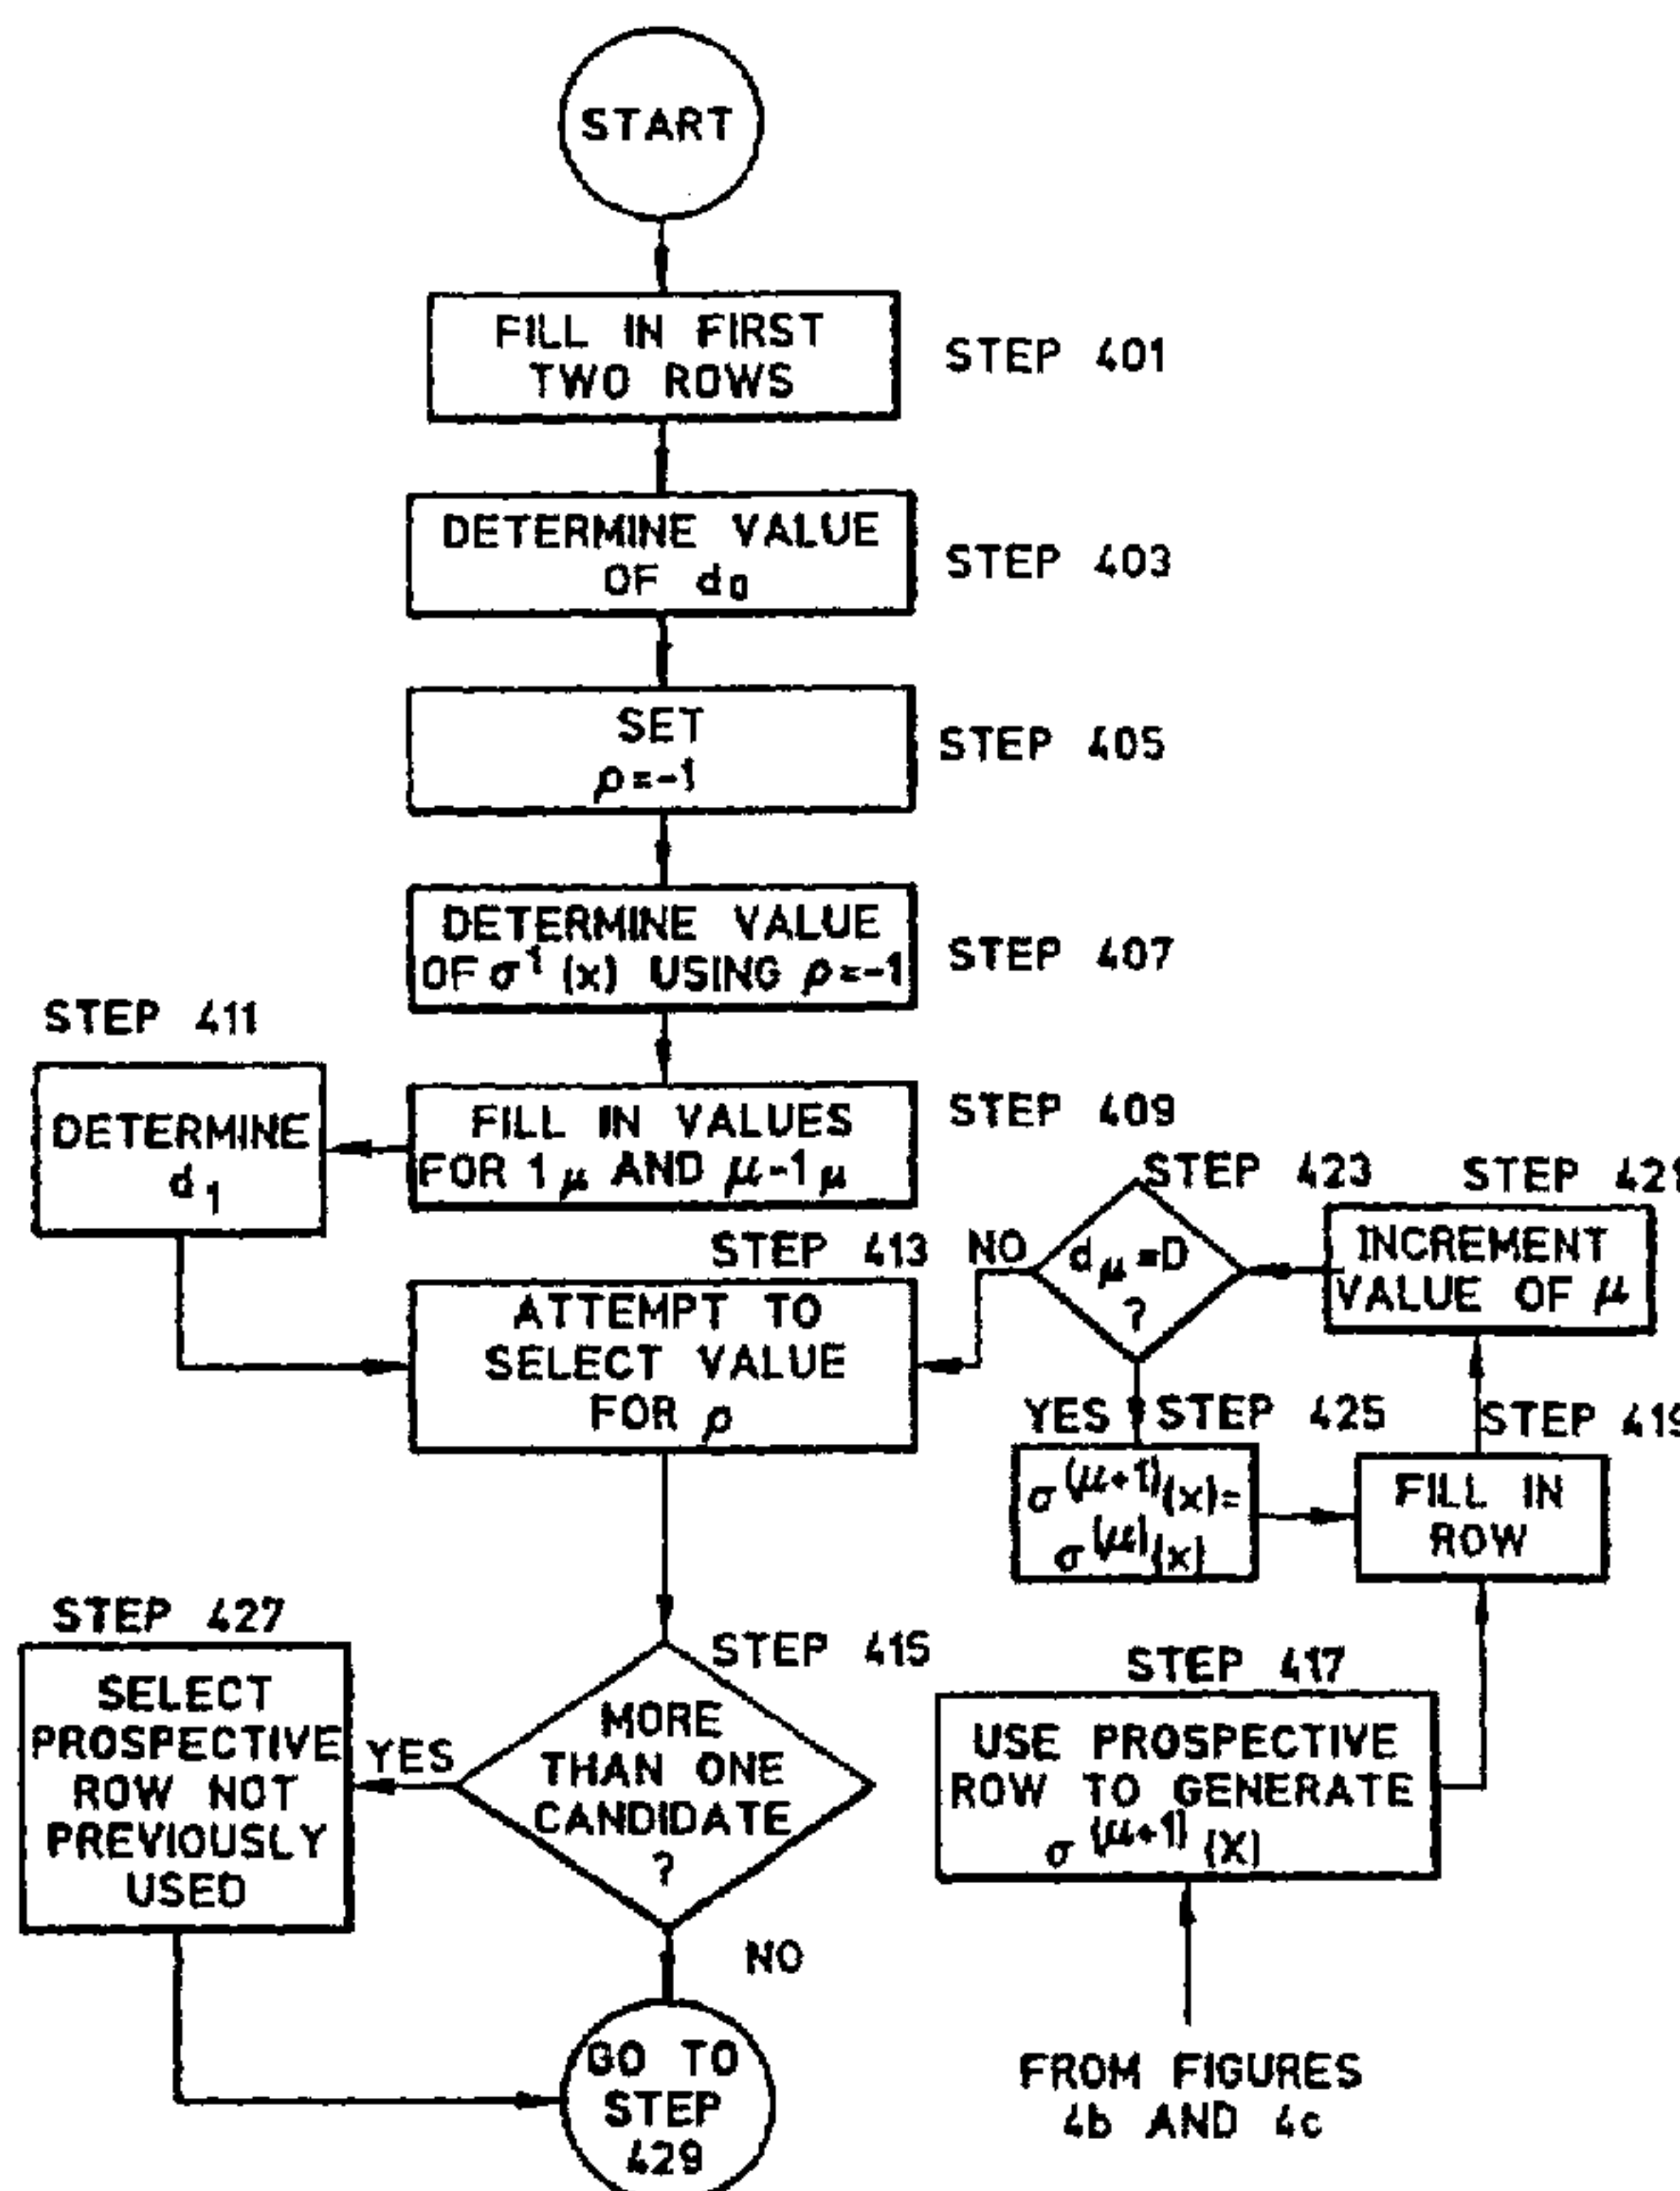 START
FILL IN FIRST
TWO ROWS
STEP 401
DETERMINE VALUE
OF d0
STEP 403
SET
ρ=-1
STEP 405
DETERMINE VALUE
OF σ¹(x) USING ρ=-1
STEP 407
STEP 411
DETERMINE
d1
FILL IN VALUES
FOR 1μ AND μ-1μ
STEP 409
STEP 413
ATTEMPT TO
SELECT VALUE
FOR ρ
NO
STEP 423
dμ=D
?
STEP 421
INCREMENT
VALUE OF μ
YES
STEP 425
σ(μ+1)(x)=
σ(μ)(x)
STEP 419
FILL IN
ROW
STEP 427
SELECT
PROSPECTIVE
ROW NOT
PREVIOUSLY
USED
YES
STEP 415
MORE
THAN ONE
CANDIDATE
?
NO
STEP 417
USE PROSPECTIVE
ROW TO GENERATE
σ(μ+1)(X)
GO TO
STEP
429
FROM FIGURES
4b AND 4c